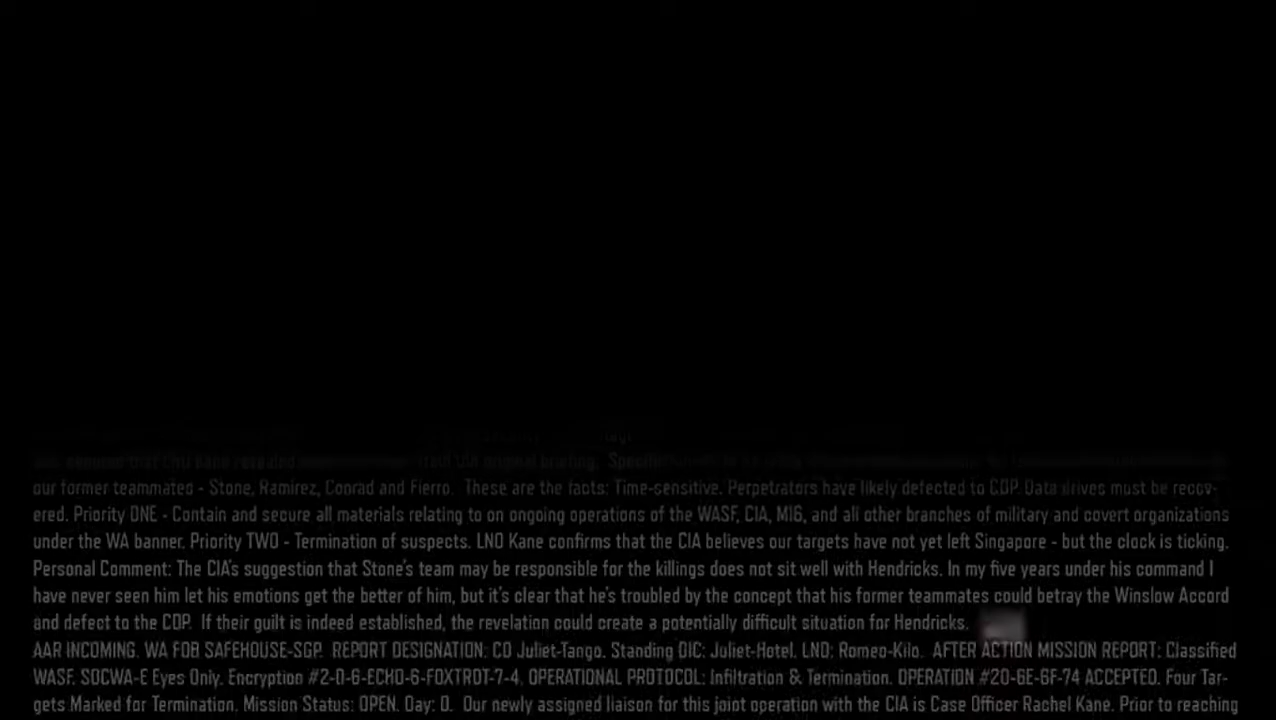 our former teammates - Stone, Ramirez, Conrad and Fierro. These are the facts: Time-sensitive. Perpetrators have likely defected to CDP. Data drives must be recov-
ered. Priority ONE - Contain and secure all materials relating to on ongoing operations of the WASF, CIA, MI6, and all other branches of military and covert organizations
under the WA banner. Priority TWO - Termination of suspects. LNO Kane confirms that the CIA believes our targets have not yet left Singapore - but the clock is ticking.
Personal Comment: The CIA's suggestion that Stone's team may be responsible for the killings does not sit well with Hendricks. In my five years under his command I
have never seen him let his emotions get the better of him, but it's clear that he's troubled by the concept that his former teammates could betray the Winslow Accord
and defect to the CDP. If their guilt is indeed established, the revelation could create a potentially difficult situation for Hendricks.
AAR INCOMING. WA FOB SAFEHOUSE-SGP. REPORT DESIGNATION: CO Juliet-Tango. Standing OIC: Juliet-Hotel. LNO: Romeo-Kilo. AFTER ACTION MISSION REPORT: Classified
WASF, SOCWA-E Eyes Only. Encryption #2-0-6-ECHO-6-FOXTROT-7-4. OPERATIONAL PROTOCOL: Infiltration & Termination. OPERATION #20-6E-6F-74 ACCEPTED. Four Tar-
gets Marked for Termination. Mission Status: OPEN. Day: 0. Our newly assigned liaison for this joint operation with the CIA is Case Officer Rachel Kane. Prior to reaching